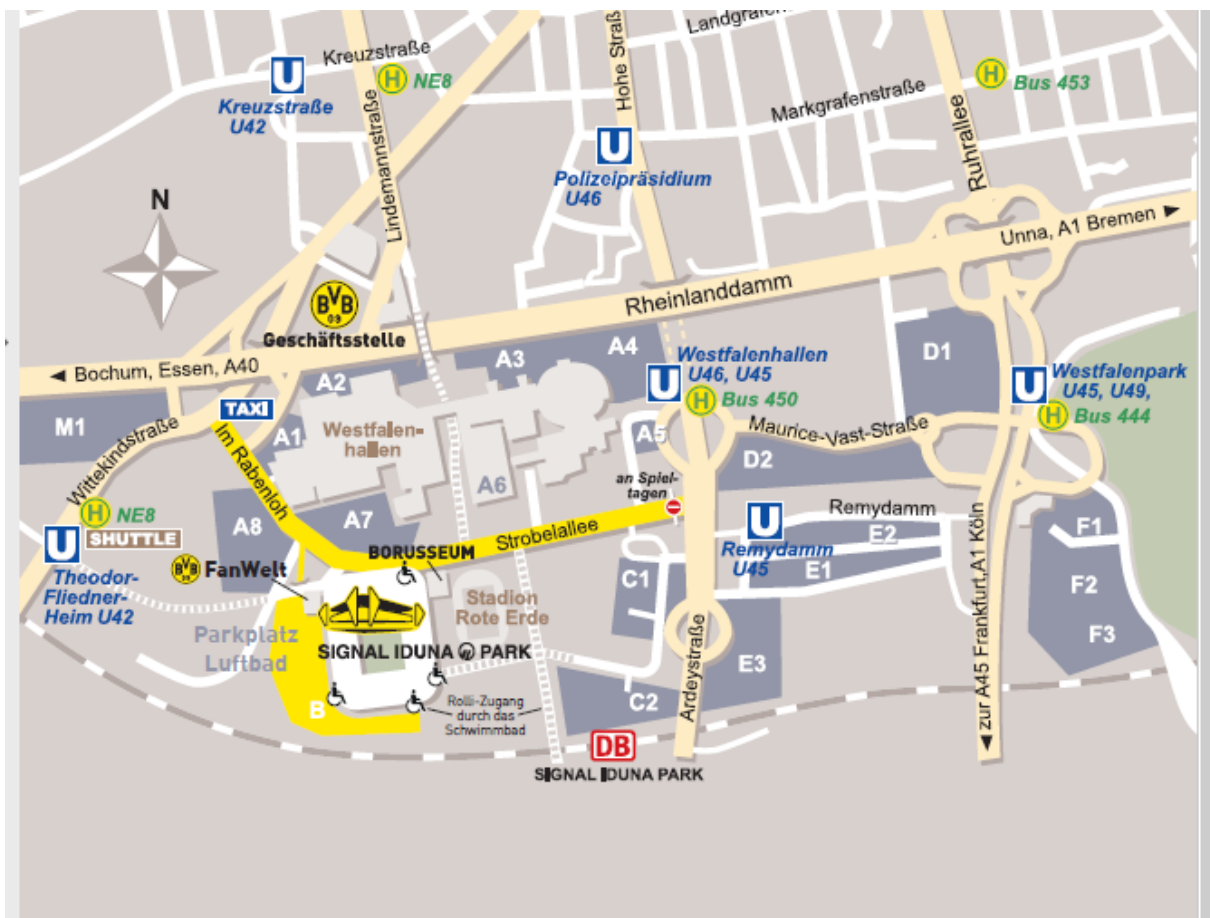 Kreuzstraße
U
Kreuzstraße
U42
H NE8
Lindemannstraße
Hohe Straß
Landgrafen
H Bus 453
Markgrafenstraße
Ruhrallee
U
Polizeipräsidium
U46
N
Unna, A1 Bremen ►
Rheinlanddamm
BVB
09
Geschäftsstelle
◄ Bochum, Essen, A40
A2
A3
A4
D1
U
Westfalenhallen
U46, U45
H Bus 450
U
Westfalenpark
U45, U49,
H Bus 444
TAXI
M1
A1
Westfalen-
hallen
A5
Maurice-Vast-Straße
D2
Wittekindstraße
Im Rabenloh
A6
an Spiel-
tagen
H NE8
SHUTTLE
A8
A7
Strobelallee
Remydamm
U
Remydamm
U45
E2
E1
F1
F2
F3
U
Theodor-
Fliedner-
Heim U42
BVB
09
FanWelt
BORUSSEUM
C1
Stadion
Rote Erde
Parkplatz
Luftbad
SIGNAL IDUNA PARK
B
Rolli-Zugang
durch das
Schwimmbad
C2
E3
Ardeystraße
◄ zur A45 Frankfurt,A1 Köln
DB
SIGNAL IDUNA PARK